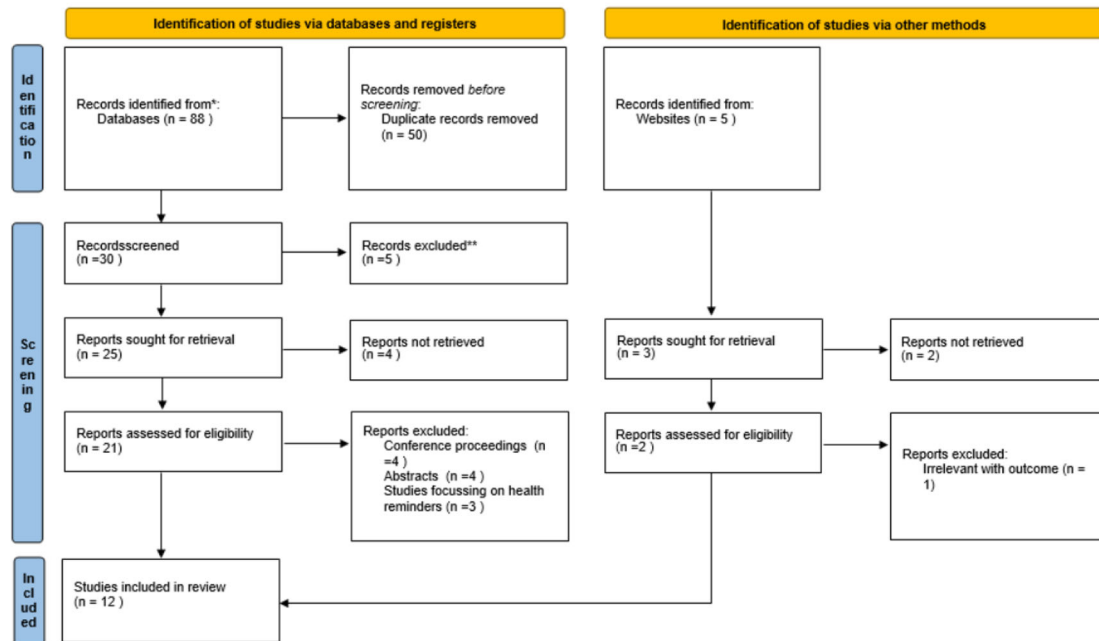 Identification of studies via databases and registers
Identification of studies via other methods
Id
entif
ica
tio
n
Records identified from*:
Databases (n = 88 )
Records removed before
screening:
Duplicate records removed
(n = 50)
Records identified from:
Websites (n = 5 )
Sc
re
en
in
g
Recordsscreened
(n =30 )
Records excluded**
(n =5 )
Reports sought for retrieval
(n = 25)
Reports not retrieved
(n =4 )
Reports sought for retrieval
(n = 3)
Reports not retrieved
(n = 2)
Reports assessed for eligibility
(n = 21)
Reports excluded:
Conference proceedings (n
=4 )
Abstracts (n =4 )
Studies focussing on health
reminders (n =3 )
Reports assessed for eligibility
(n =2 )
Reports excluded:
Irrelevant with outcome (n =
1)
In
cl
ud
ed
Studies included in review
(n = 12 )